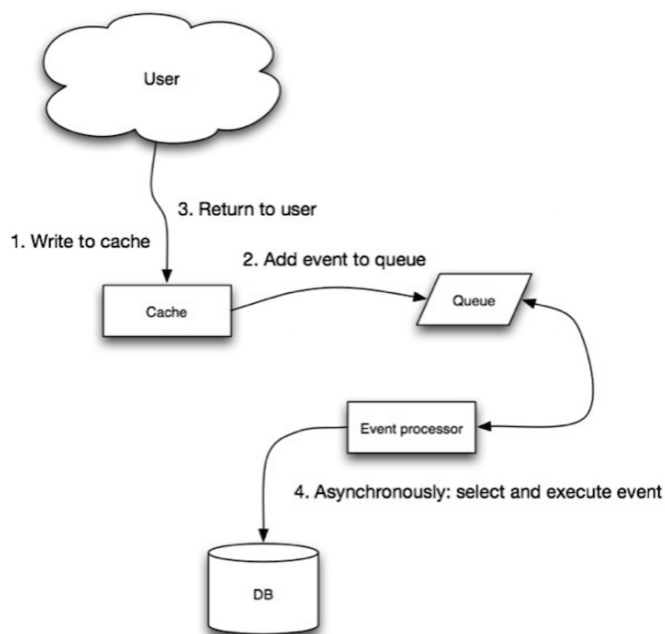 User
3. Return to user
1. Write to cache
2. Add event to queue
Cache
Queue
Event processor
4. Asynchronously: select and execute event
DB